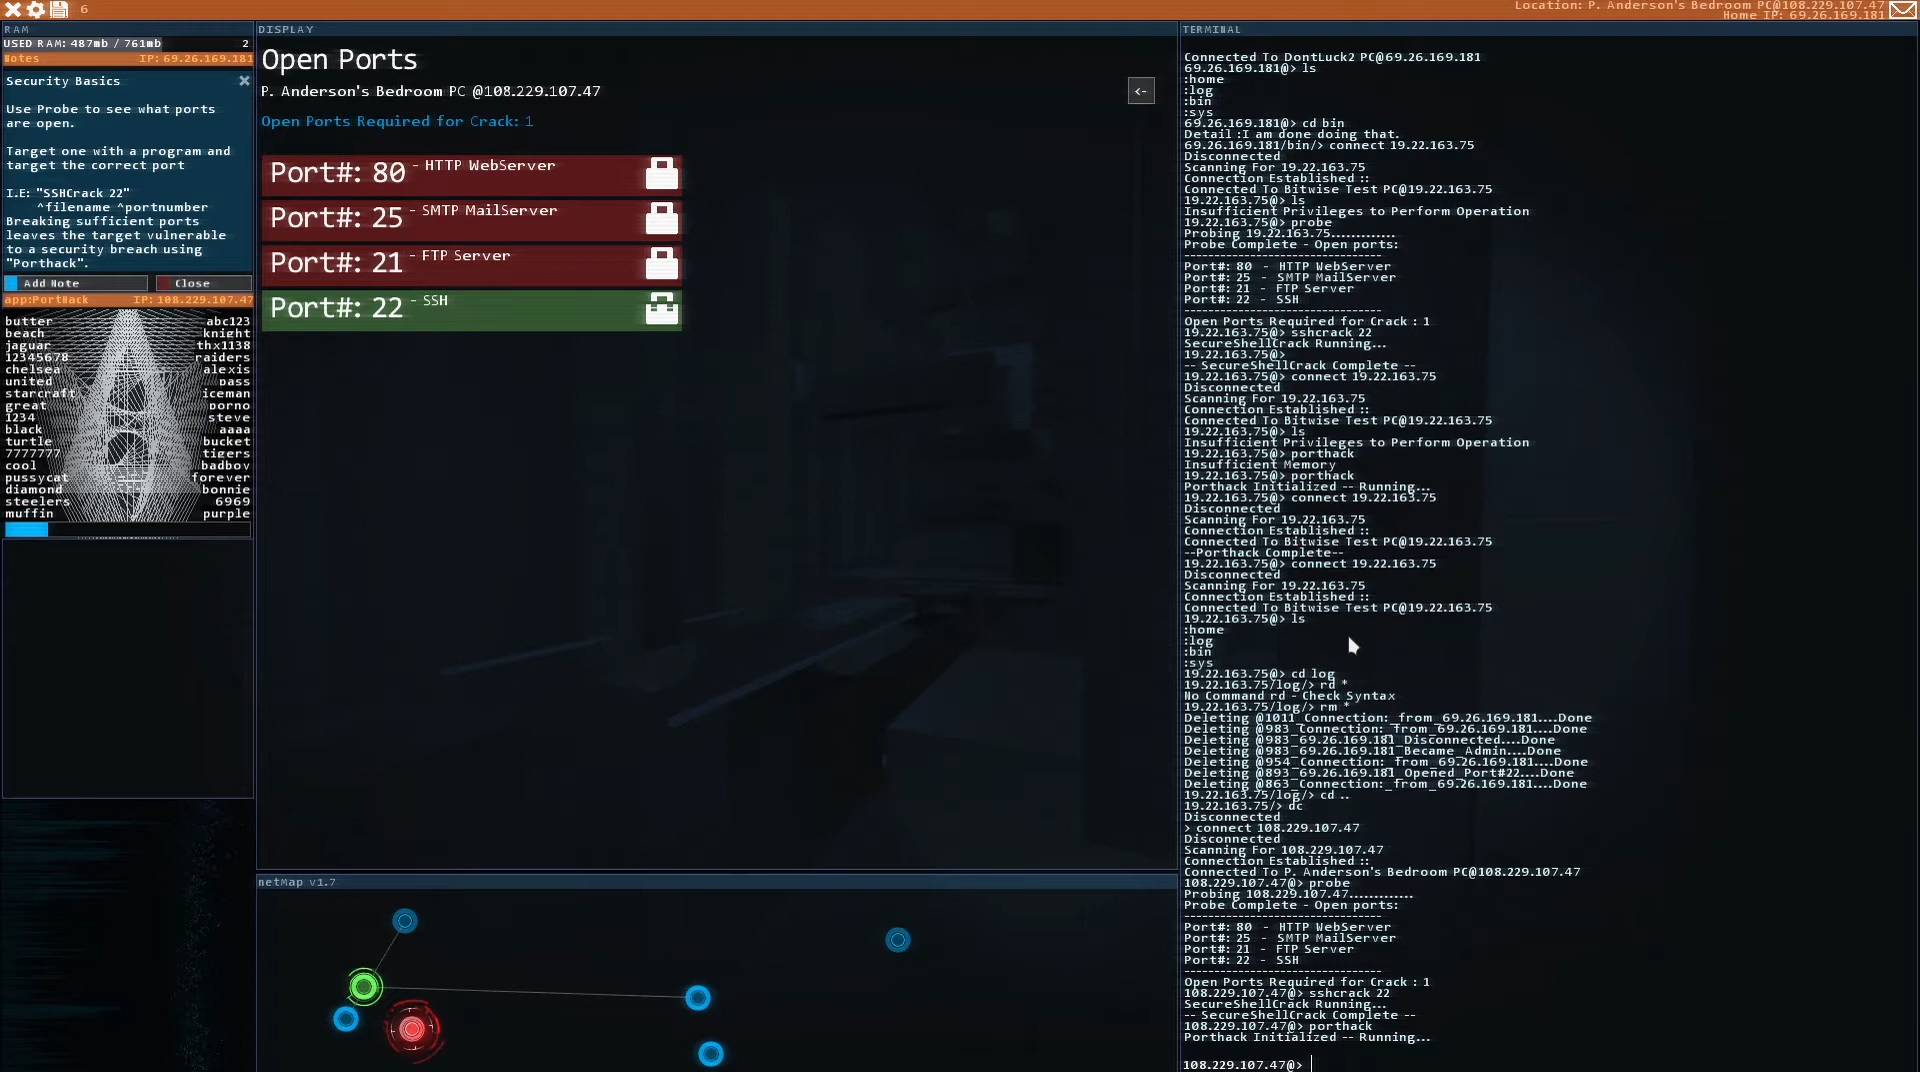 6
Location: P. Anderson's Bedroom PC@108.229.107.47
Home IP: 69.26.169.181
RAM
USED RAM: 487mb / 761mb 2
Notes IP: 69.26.169.181
Security Basics
Use Probe to see what ports
are open.
Target one with a program and
target the correct port
I.E: "SSHCrack 22"
^filename ^portnumber
Breaking sufficient ports
leaves the target vulnerable
to a security breach using
"Porthack".
Add Note Close
app:PortHack IP: 108.229.107.47
butter abc123
beach knight
jaguar thx1138
12345678 raiders
chelsea alexis
united pass
starcraft iceman
great porno
1234 steve
black aaaa
turtle bucket
7777777 tigers
cool badboy
pussycat forever
diamond bonnie
steelers 6969
muffin purple
DISPLAY
Open Ports
P. Anderson's Bedroom PC @108.229.107.47
<-
Open Ports Required for Crack: 1
Port#: 80 - HTTP WebServer
Port#: 25 - SMTP MailServer
Port#: 21 - FTP Server
Port#: 22 - SSH
netMap v1.7
TERMINAL
Connected To DontLuck2 PC@69.26.169.181
69.26.169.181@> ls
:home
:log
:bin
:sys
69.26.169.181@> cd bin
Detail :I am done doing that.
69.26.169.181/bin/> connect 19.22.163.75
Disconnected
Scanning For 19.22.163.75
Connection Established ::
Connected To Bitwise Test PC@19.22.163.75
19.22.163.75@> ls
Insufficient Privileges to Perform Operation
19.22.163.75@> probe
Probing 19.22.163.75.............
Probe Complete - Open ports:
---------------------------------
Port#: 80 - HTTP WebServer
Port#: 25 - SMTP MailServer
Port#: 21 - FTP Server
Port#: 22 - SSH
---------------------------------
Open Ports Required for Crack : 1
19.22.163.75@> sshcrack 22
SecureShellCrack Running...
19.22.163.75@>
-- SecureShellCrack Complete --
19.22.163.75@> connect 19.22.163.75
Disconnected
Scanning For 19.22.163.75
Connection Established ::
Connected To Bitwise Test PC@19.22.163.75
19.22.163.75@> ls
Insufficient Privileges to Perform Operation
19.22.163.75@> porthack
Insufficient Memory
19.22.163.75@> porthack
Porthack Initialized -- Running...
19.22.163.75@> connect 19.22.163.75
Disconnected
Scanning For 19.22.163.75
Connection Established ::
Connected To Bitwise Test PC@19.22.163.75
--Porthack Complete--
19.22.163.75@> connect 19.22.163.75
Disconnected
Scanning For 19.22.163.75
Connection Established ::
Connected To Bitwise Test PC@19.22.163.75
19.22.163.75@> ls
:home
:log
:bin
:sys
19.22.163.75@> cd log
19.22.163.75/log/> rd *
No Command rd - Check Syntax
19.22.163.75/log/> rm *
Deleting @1011_Connection:_from_69.26.169.181....Done
Deleting @983_Connection:_from_69.26.169.181....Done
Deleting @983_69.26.169.181_Disconnected....Done
Deleting @983_69.26.169.181_Became_Admin....Done
Deleting @954_Connection:_from_69.26.169.181....Done
Deleting @893_69.26.169.181_Opened_Port#22....Done
Deleting @863_Connection:_from_69.26.169.181....Done
19.22.163.75/log/> cd ..
19.22.163.75/> dc
Disconnected
> connect 108.229.107.47
Disconnected
Scanning For 108.229.107.47
Connection Established ::
Connected To P. Anderson's Bedroom PC@108.229.107.47
108.229.107.47@> probe
Probing 108.229.107.47.............
Probe Complete - Open ports:
---------------------------------
Port#: 80 - HTTP WebServer
Port#: 25 - SMTP MailServer
Port#: 21 - FTP Server
Port#: 22 - SSH
---------------------------------
Open Ports Required for Crack : 1
108.229.107.47@> sshcrack 22
SecureShellCrack Running...
-- SecureShellCrack Complete --
108.229.107.47@> porthack
Porthack Initialized -- Running...
108.229.107.47@>